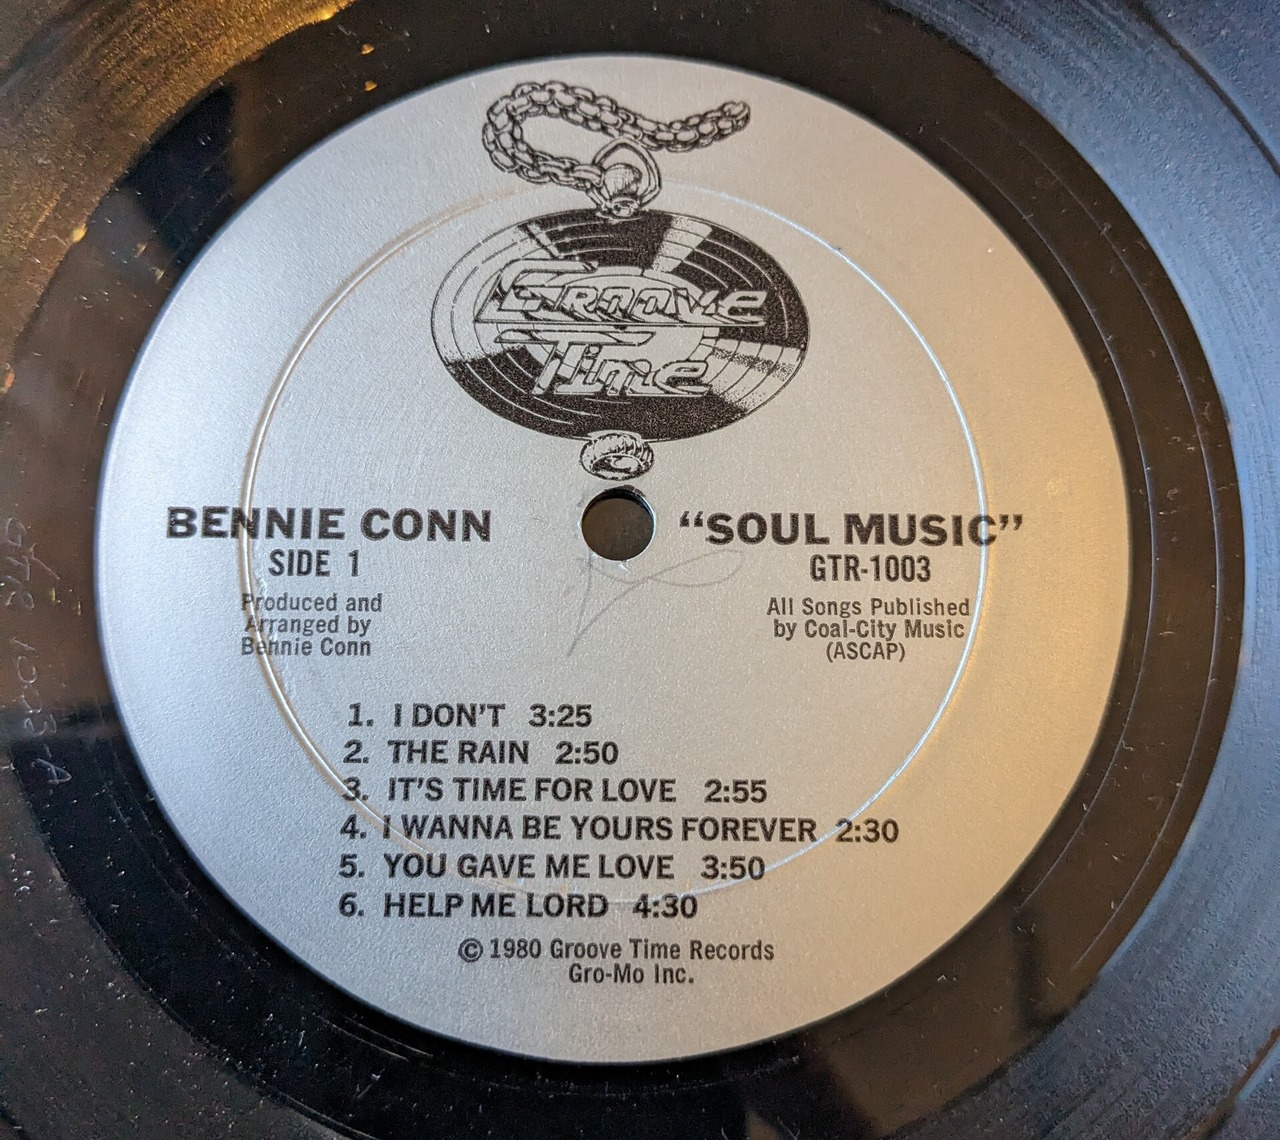 Groove
Time
BENNIE CONN
SIDE 1
Produced and
Arranged by
Bennie Conn
“SOUL MUSIC”
GTR-1003
All Songs Published
by Coal-City Music
(ASCAP)
1. I DON'T 3:25
2. THE RAIN 2:50
3. IT'S TIME FOR LOVE 2:55
4. I WANNA BE YOURS FOREVER 2:30
5. YOU GAVE ME LOVE 3:50
6. HELP ME LORD 4:30
© 1980 Groove Time Records
Gro-Mo Inc.